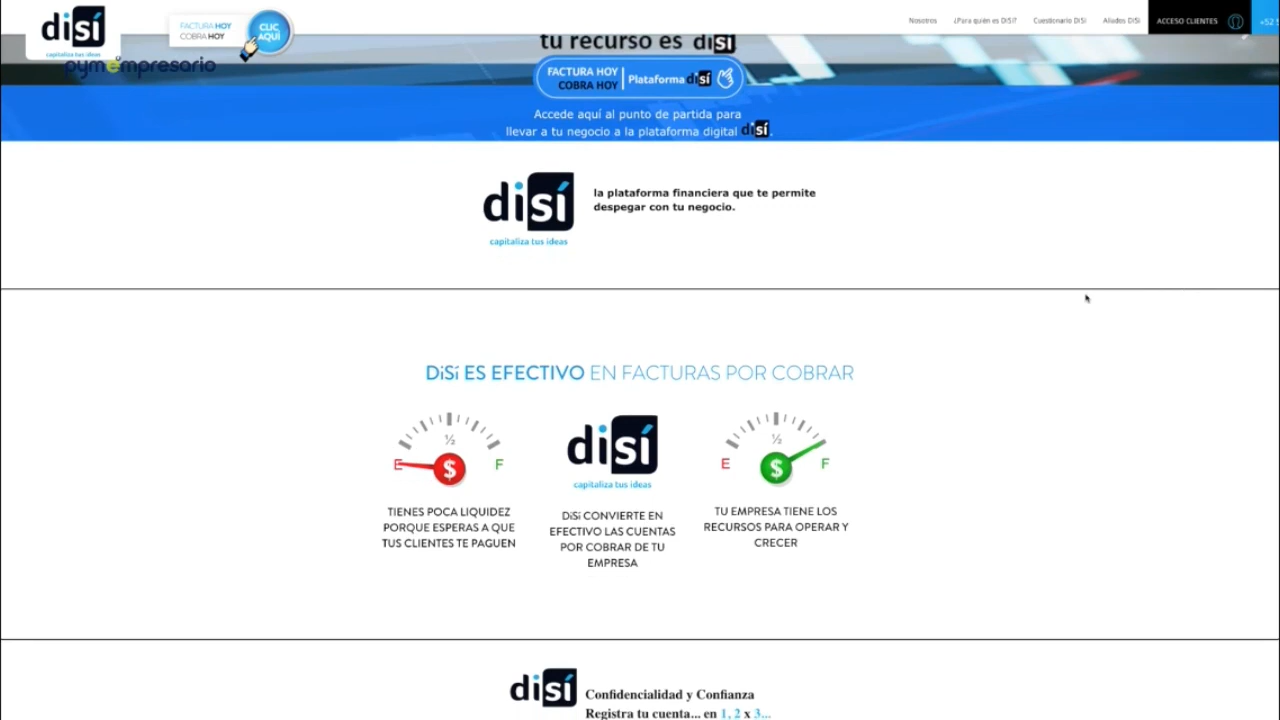 disí
capitaliza tus ideas
FACTURA HOY
COBRA HOY
CLIC
AQUÍ
Nosotros
¿Para quién es DiSí?
Cuestionario DiSí
Aliados DiSí
ACCESO CLIENTES
+52 5
pymempresario
tu recurso es disí
FACTURA HOY
COBRA HOY
Plataforma disí
Accede aquí al punto de partida para
llevar a tu negocio a la plataforma digital disí.
disí
capitaliza tus ideas
la plataforma financiera que te permite
despegar con tu negocio.
DiSí ES EFECTIVO EN FACTURAS POR COBRAR
½
E $ F
TIENES POCA LIQUIDEZ
PORQUE ESPERAS A QUE
TUS CLIENTES TE PAGUEN
disí
capitaliza tus ideas
DiSí CONVIERTE EN
EFECTIVO LAS CUENTAS
POR COBRAR DE TU
EMPRESA
½
E $ F
TU EMPRESA TIENE LOS
RECURSOS PARA OPERAR Y
CRECER
disí
Confidencialidad y Confianza
Registra tu cuenta... en 1, 2 x 3...